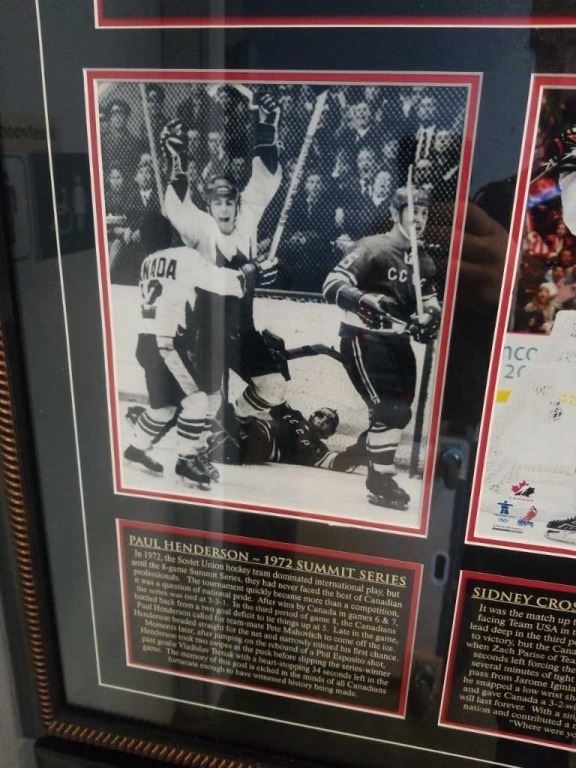 NADA
2
CCC
PAUL HENDERSON ~ 1972 SUMMIT SERIES
In 1972, the Soviet Union hockey team dominated international play, but
until the 8-game Summit Series, they had never faced the best of Canadian
professionals. The tournament quickly became more than a competition,
it was a question of national pride. After wins by Canada in games 6 & 7,
the series was tied at 3-3-1. In the third period of game 8, the Canadians
battled back from a two goal deficit to tie things up at 5. Late in the game,
Paul Henderson called for team-mate Pete Mahovlich to come off the ice.
Henderson headed straight for the net and narrowly missed his first chance.
Moments later, after jumping on the rebound of a Phil Esposito shot,
Henderson took two swipes at the puck before slipping the series-winner
past goalie Vladislav Tretiak with a heart-stopping 34 seconds left in the
game. The memory of this goal is etched in the minds of all Canadians
fortunate enough to have witnessed history being made.
SIDNEY CROS
It was the match up t
facing Team USA in t
lead deep in the third p
to victory, but the Canad
when Zach Parise of Tea
seconds left forcing the
several minutes of tight
pass from Jarome Iginla
he snapped a low wrist sh
and gave Canada a 3-2 wi
will last forever. With a sin
nation and contributed a
"Where were yo